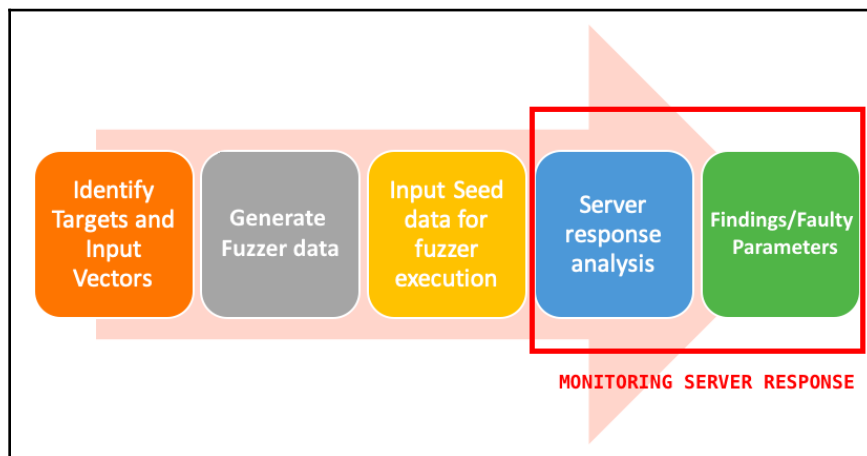 Identify
Targets and
Input
Vectors
Generate
Fuzzer data
Input Seed
data for
fuzzer
execution
Server
response
analysis
Findings/Faulty
Parameters
MONITORING SERVER RESPONSE